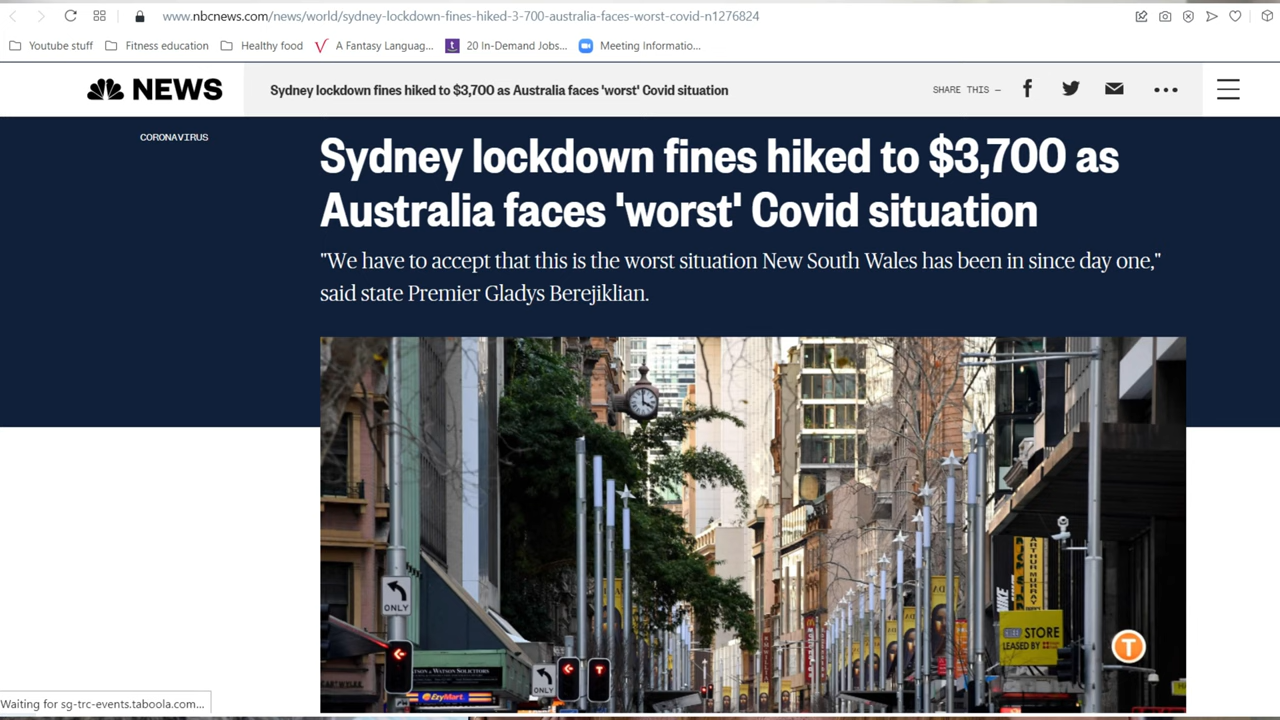 www.nbcnews.com/news/world/sydney-lockdown-fines-hiked-3-700-australia-faces-worst-covid-n1276824
Youtube stuff
Fitness education
Healthy food
A Fantasy Languag...
20 In-Demand Jobs...
Meeting Informatio...
NEWS
Sydney lockdown fines hiked to $3,700 as Australia faces 'worst' Covid situation
SHARE THIS —
CORONAVIRUS
Sydney lockdown fines hiked to $3,700 as
Australia faces 'worst' Covid situation
"We have to accept that this is the worst situation New South Wales has been in since day one,"
said state Premier Gladys Berejiklian.
ONLY
ONLY
T
EzyMart
NIKE
ARTHUR MURRAY
STORE
LEASED BY
T
Waiting for sg-trc-events.taboola.com...